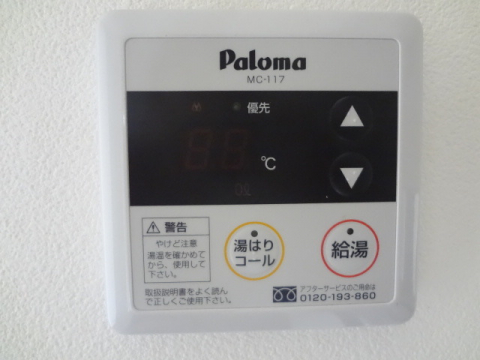 Paloma
MC-117
優先
88
℃
警告
やけど注意
湯温を確かめて
から、使用して
下さい。
取扱説明書をよく読ん
で正しくご使用下さい。
湯はり
コール
給湯
アフターサービスのご用命は
0120-193-860